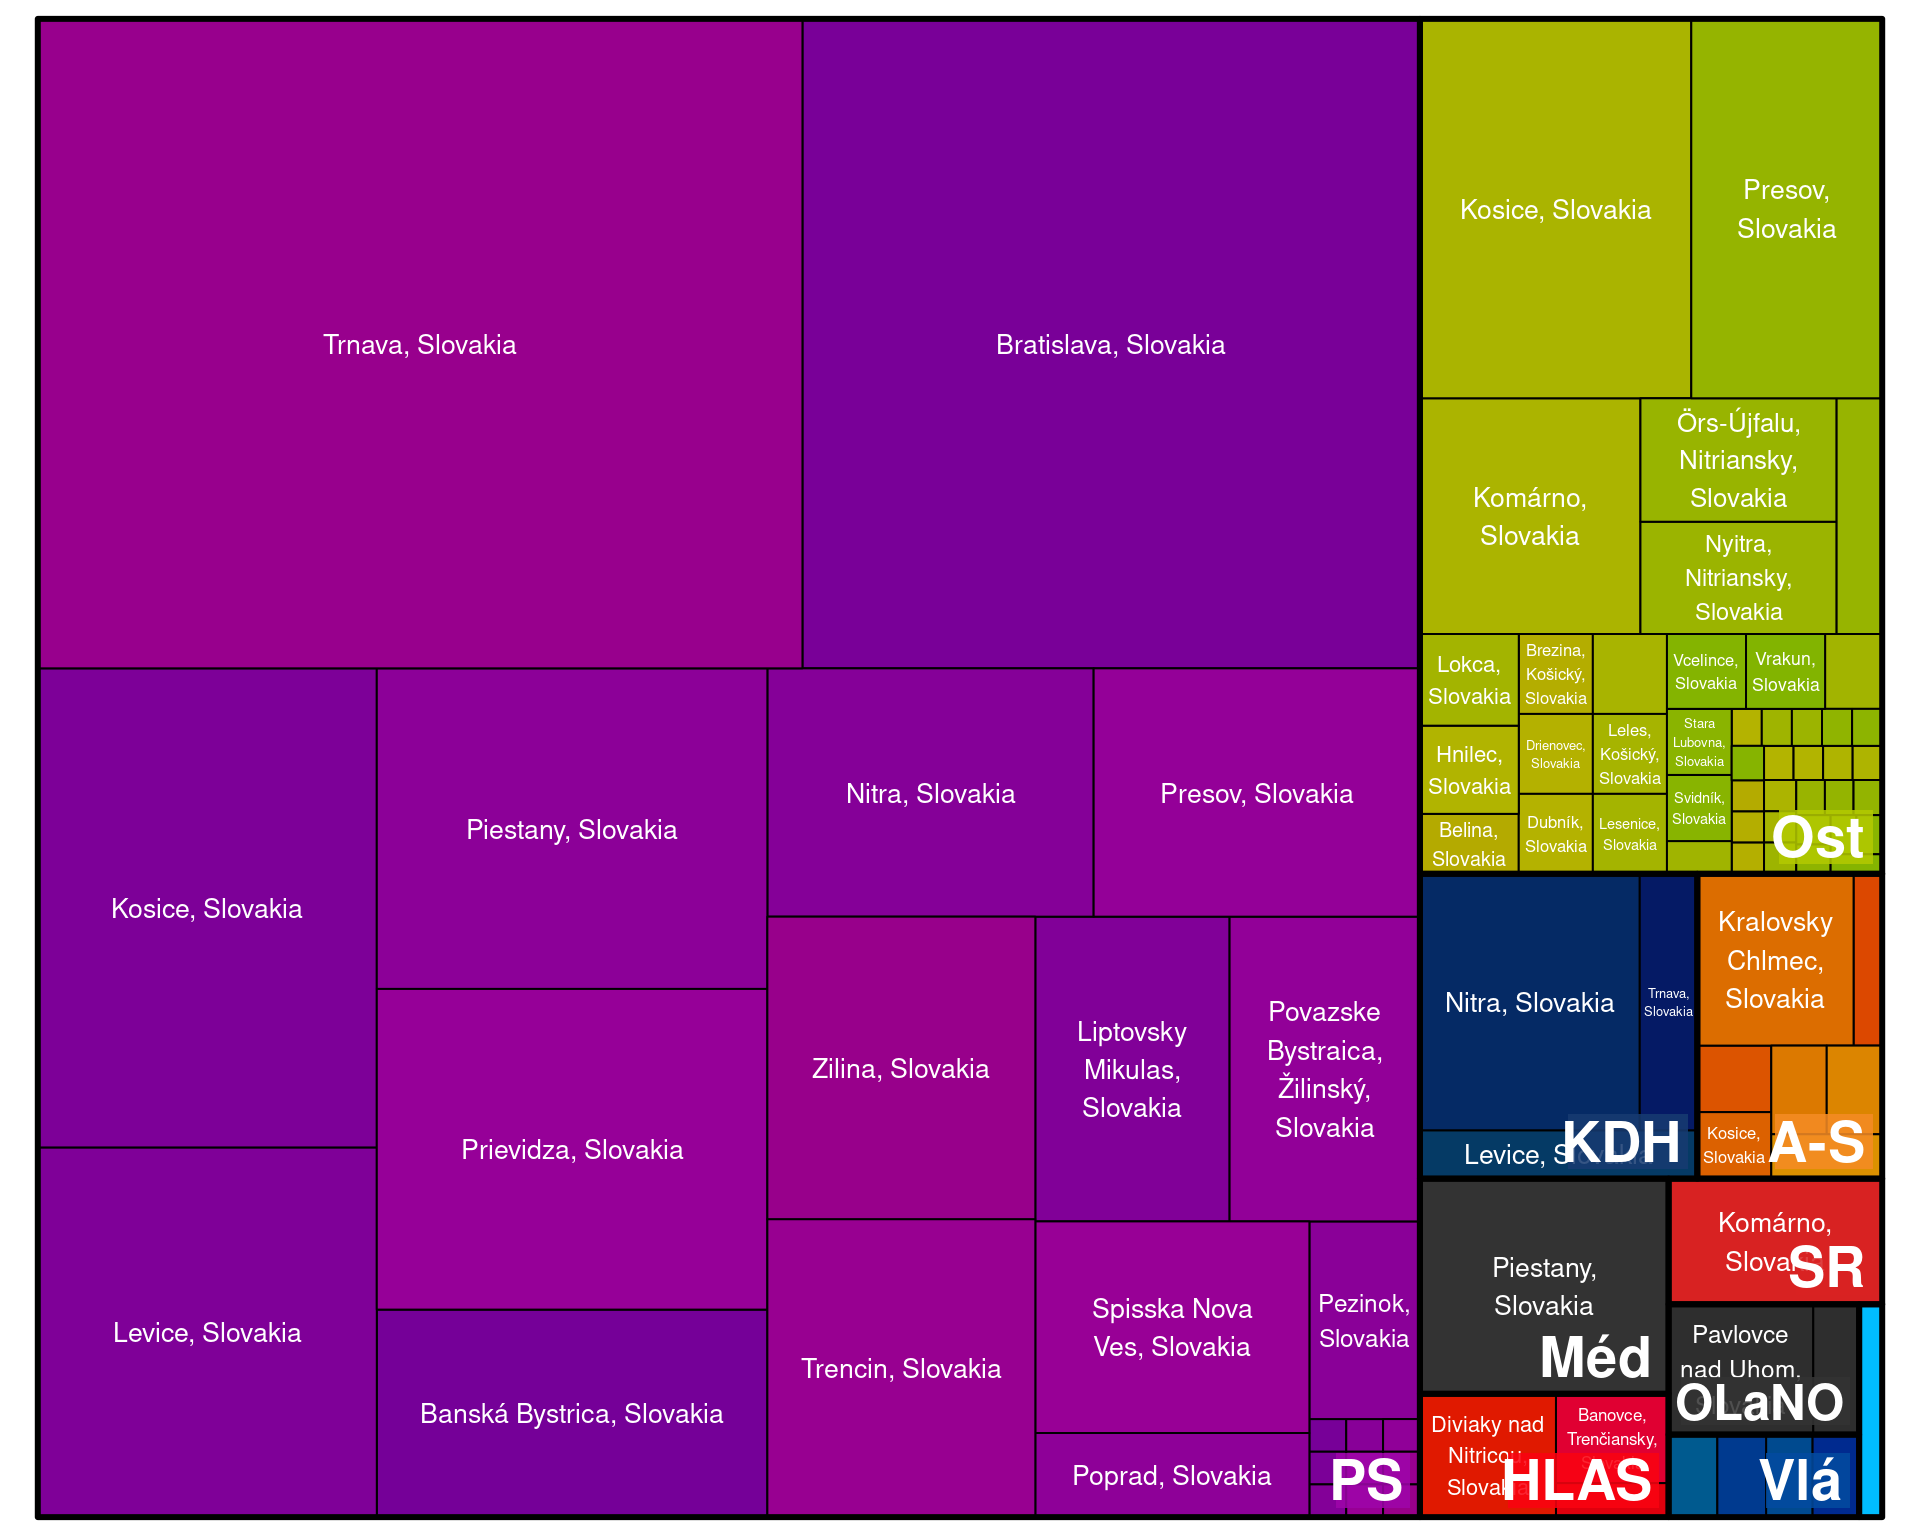 Trnava, Slovakia
Bratislava, Slovakia
Kosice, Slovakia
Piestany, Slovakia
Nitra, Slovakia
Presov, Slovakia
Prievidza, Slovakia
Zilina, Slovakia
Liptovsky
Mikulas,
Slovakia
Povazske
Bystraica,
Žilinský,
Slovakia
Levice, Slovakia
Banská Bystrica, Slovakia
Trencin, Slovakia
Spisska Nova
Ves, Slovakia
Pezinok,
Slovakia
Poprad, Slovakia
PS
Kosice, Slovakia
Presov,
Slovakia
Komárno,
Slovakia
Örs-Újfalu,
Nitriansky,
Slovakia
Nyitra,
Nitriansky,
Slovakia
Lokca,
Slovakia
Brezina,
Košický,
Slovakia
Vcelince,
Slovakia
Vrakun,
Slovakia
Hnilec,
Slovakia
Drienovec,
Slovakia
Leles,
Košický,
Slovakia
Stara
Lubovna,
Slovakia
Svidník,
Slovakia
Belina,
Slovakia
Dubník,
Slovakia
Lesenice,
Slovakia
Ost
Nitra, Slovakia
Trnava,
Slovakia
Levice, Slovakia
KDH
Kralovsky
Chlmec,
Slovakia
Kosice,
Slovakia
A-S
Piestany,
Slovakia
Méd
Komárno,
Slovakia
SR
Pavlovce
nad Uhom,
OLaNO
Diviaky nad
Nitricou,
Slovakia
Banovce,
Trenčiansky,
HLAS
Vlá